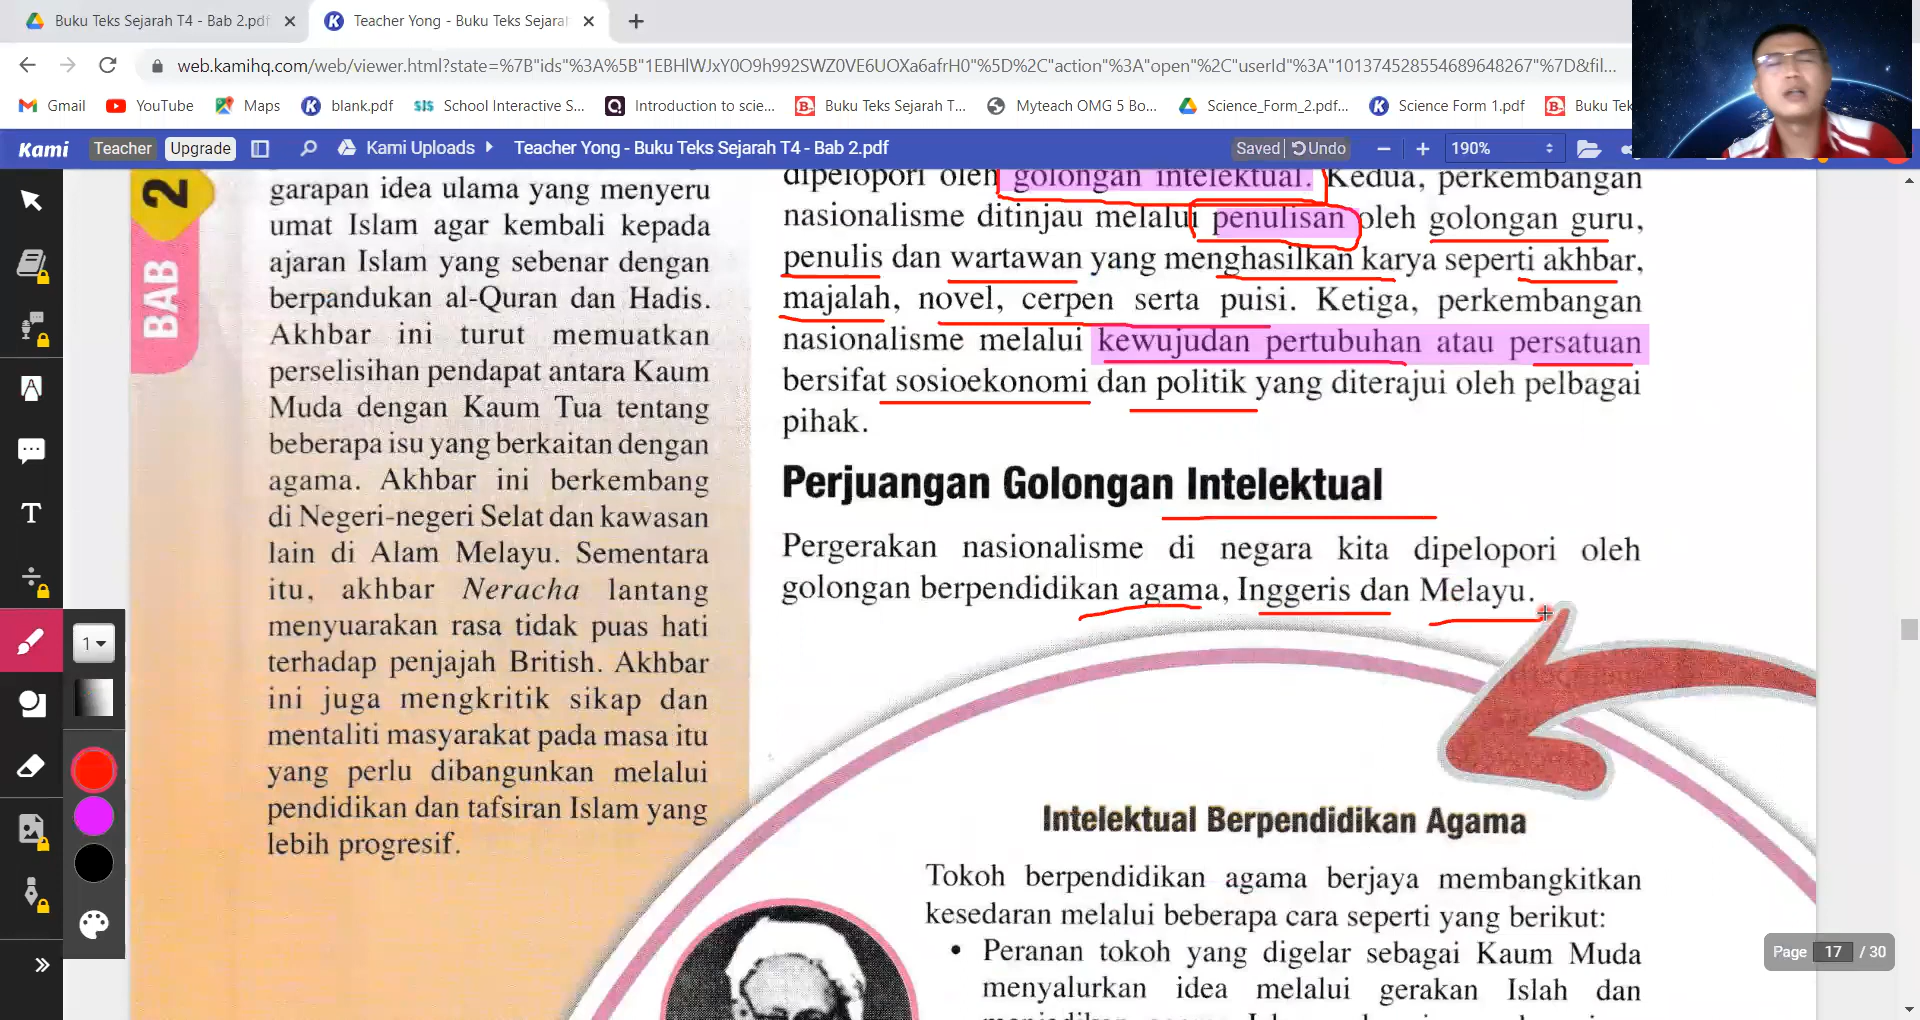 Buku Teks Sejarah T4 - Bab 2.pdf
Teacher Yong - Buku Teks Sejara
web.kamihq.com/web/viewer.html?state=%7B"ids"%3A%5B"1EBHlWJxY0O9h992SWZ0VE6UOXa6afrH0"%5D%2C"action"%3A"open"%2C"userId"%3A"101374528554689648267"%7D&fil...
Gmail YouTube Maps blank.pdf School Interactive S... Introduction to scie... Buku Teks Sejarah T... Myteach OMG 5 Bo... Science_Form_2.pdf... Science Form 1.pdf Buku Te
Kami Teacher Upgrade Kami Uploads Teacher Yong - Buku Teks Sejarah T4 - Bab 2.pdf Saved Undo 190%
BAB 2
garapan idea ulama yang menyeru
umat Islam agar kembali kepada
ajaran Islam yang sebenar dengan
berpandukan al-Quran dan Hadis.
Akhbar ini turut memuatkan
perselisihan pendapat antara Kaum
Muda dengan Kaum Tua tentang
beberapa isu yang berkaitan dengan
agama. Akhbar ini berkembang
di Negeri-negeri Selat dan kawasan
lain di Alam Melayu. Sementara
itu, akhbar Neracha lantang
menyuarakan rasa tidak puas hati
terhadap penjajah British. Akhbar
ini juga mengkritik sikap dan
mentaliti masyarakat pada masa itu
yang perlu dibangunkan melalui
pendidikan dan tafsiran Islam yang
lebih progresif.
dipelopori oleh golongan intelektual. Kedua, perkembangan
nasionalisme ditinjau melalui penulisan oleh golongan guru,
penulis dan wartawan yang menghasilkan karya seperti akhbar,
majalah, novel, cerpen serta puisi. Ketiga, perkembangan
nasionalisme melalui kewujudan pertubuhan atau persatuan
bersifat sosioekonomi dan politik yang diterajui oleh pelbagai
pihak.
Perjuangan Golongan Intelektual
Pergerakan nasionalisme di negara kita dipelopori oleh
golongan berpendidikan agama, Inggeris dan Melayu.
Intelektual Berpendidikan Agama
Tokoh berpendidikan agama berjaya membangkitkan
kesedaran melalui beberapa cara seperti yang berikut:
• Peranan tokoh yang digelar sebagai Kaum Muda
menyalurkan idea melalui gerakan Islah dan
T
1
Page 17 / 30